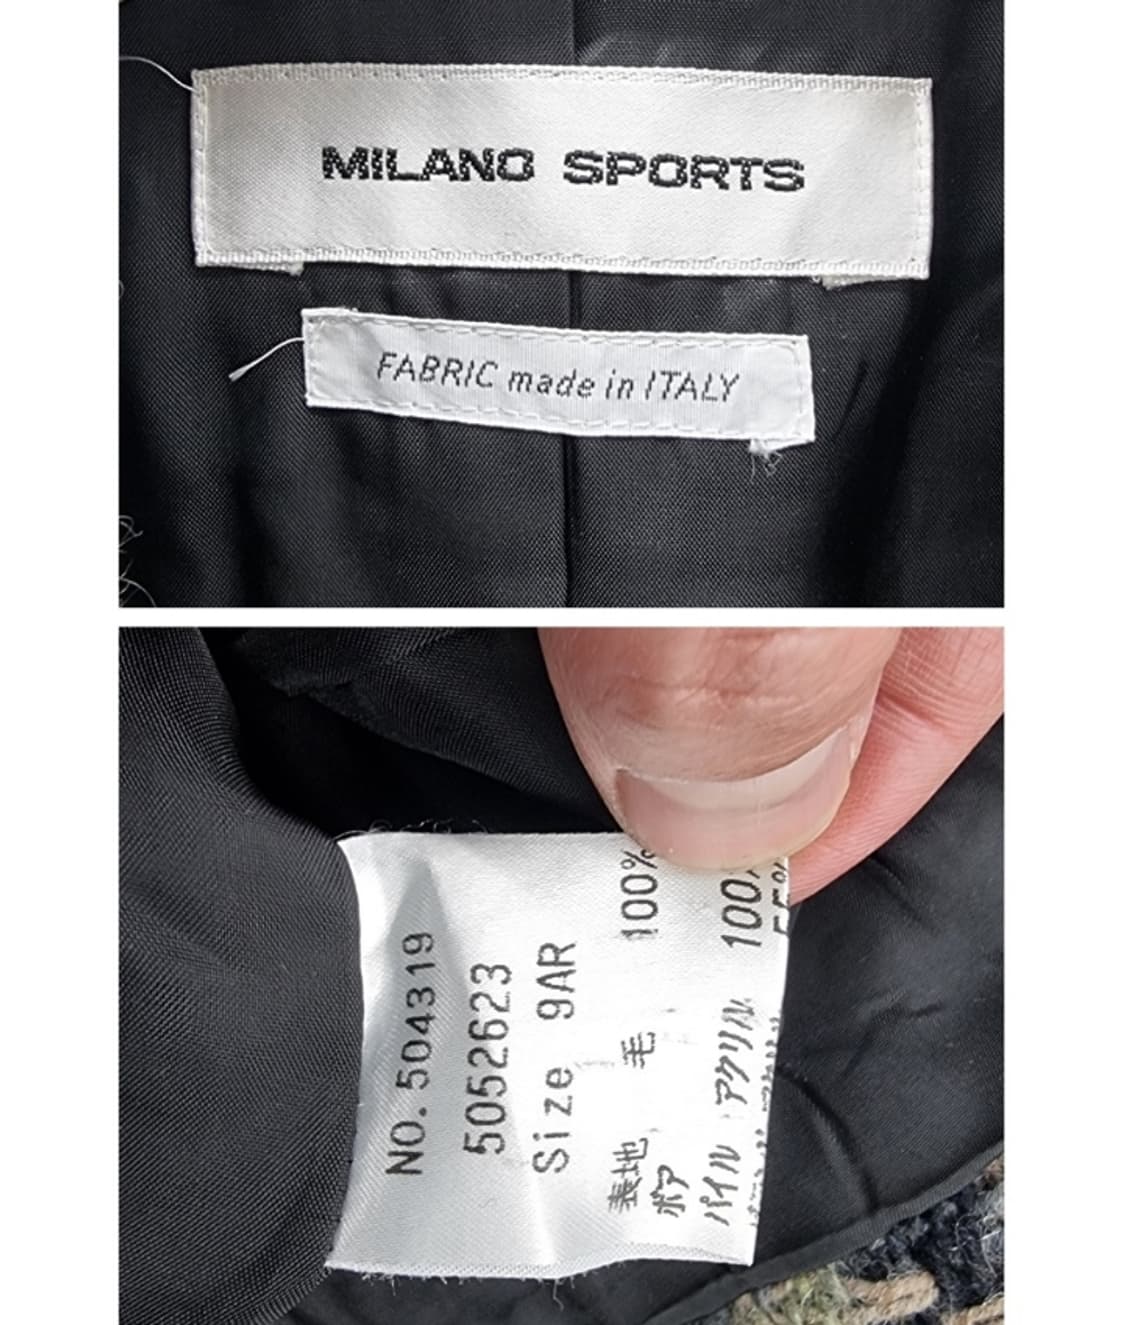 MILANO SPORTS
FABRIC made in ITALY
NO. 504319
5052623
Size 9AR
表地 毛 100%
ボア
パイル アクリル 100%